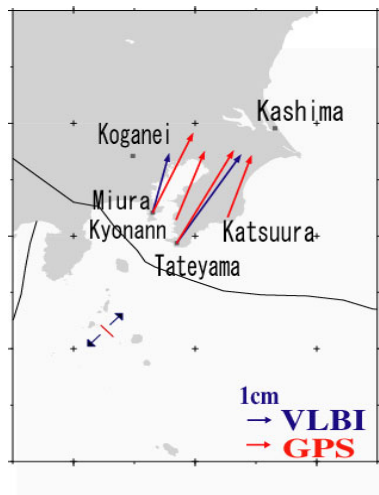 Kashima
Koganei
Miura
Kyonann
Katsuura
Tateyama
1cm
VLBI
GPS